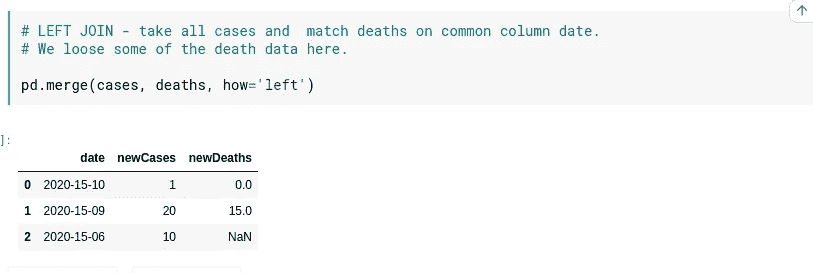 # LEFT JOIN - take all cases and  match deaths on common column date.
# We loose some of the death data here.
pd.merge(cases, deaths, how='left')
]:
date newCases newDeaths
0 2020-15-10 1 0.0
1 2020-15-09 20 15.0
2 2020-15-06 10 NaN